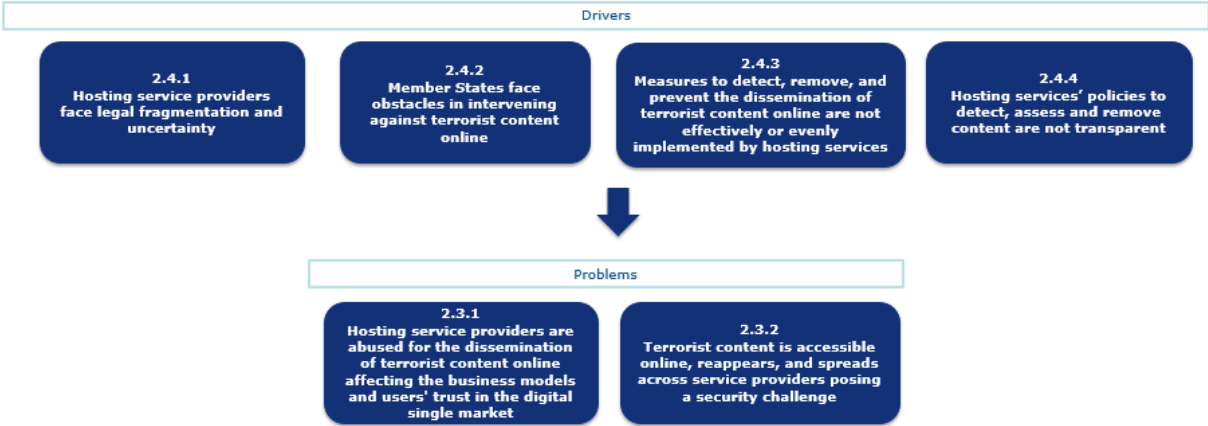 Drivers
2.4.1
Hosting service providers
face legal fragmentation and
uncertainty
2.4.2
Member States face
obstacles in intervening
against terrorist content
online
2.4.3
Measures to detect, remove, and
prevent the dissemination of
terrorist content online are not
effectively or evenly
implemented by hosting services
2.4.4
Hosting services’ policies to
detect, assess and remove
content are not transparent
Problems
2.3.1
Hosting service providers are
abused for the dissemination
of terrorist content online
affecting the business models
and users' trust in the digital
single market
2.3.2
Terrorist content is accessible
online, reappears, and spreads
across service providers posing
a security challenge